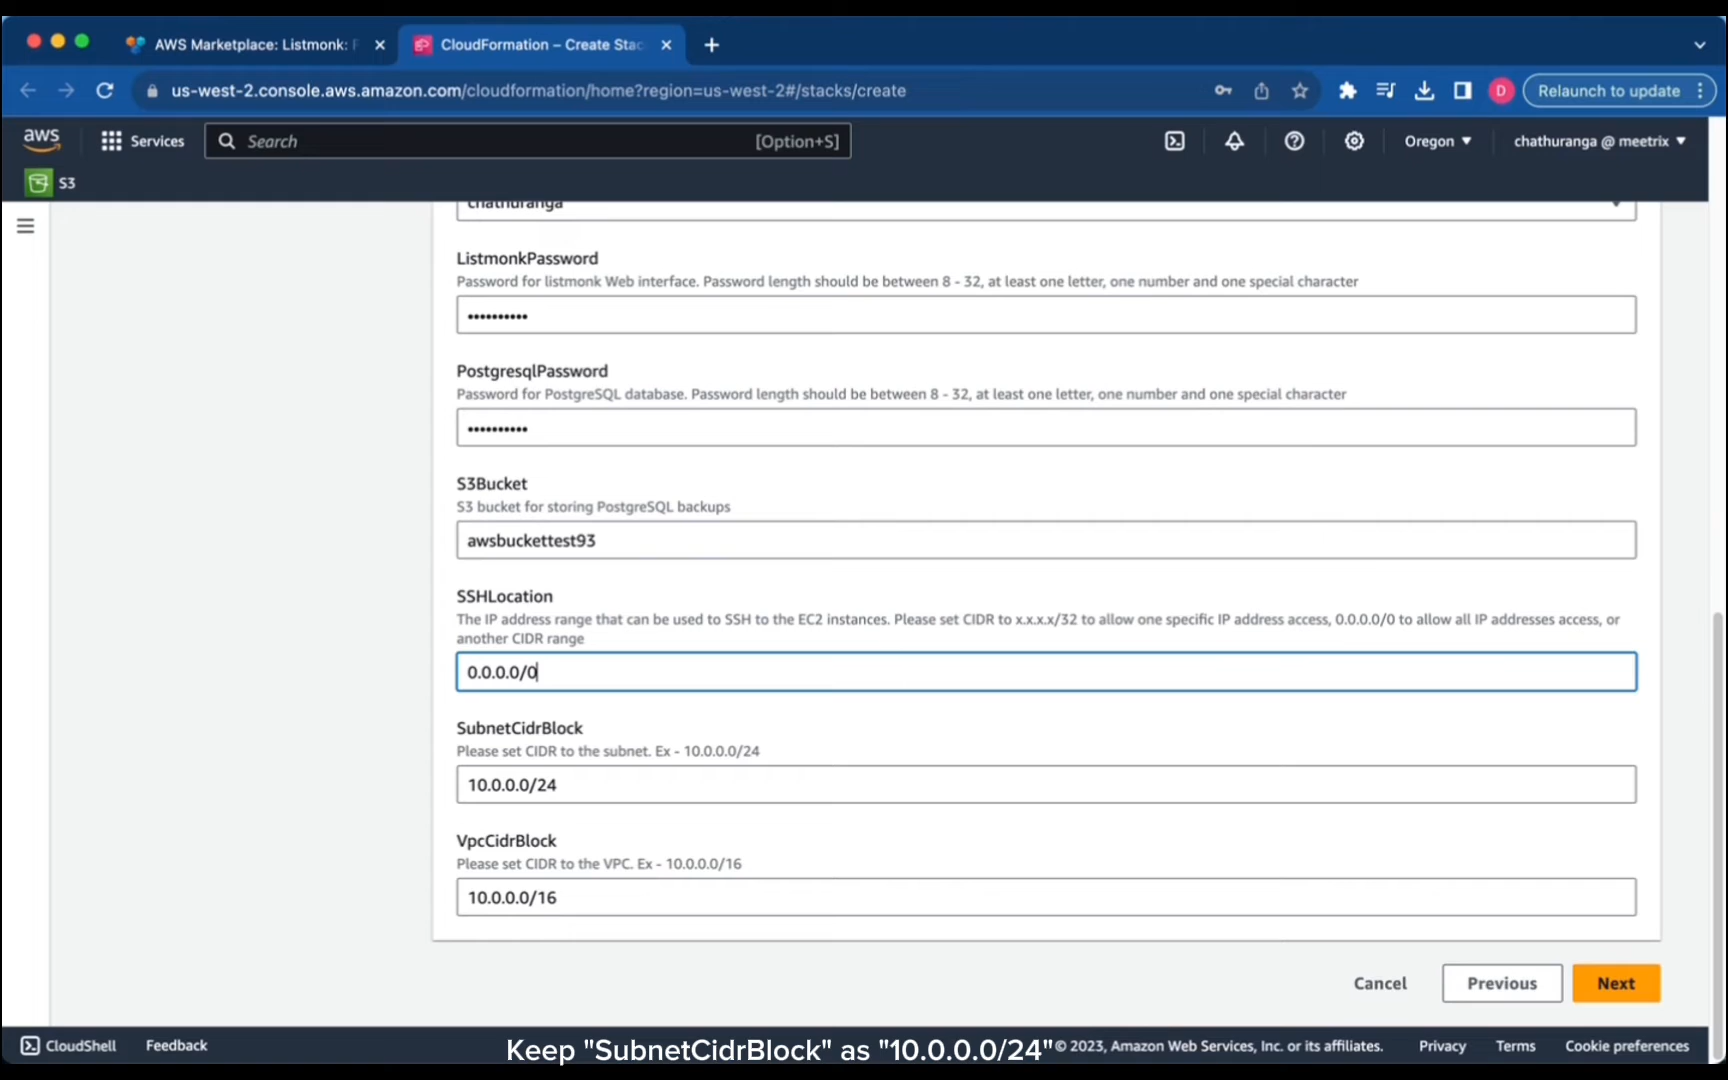 AWS Marketplace: Listmonk: F
CloudFormation – Create Stac
us-west-2.console.aws.amazon.com/cloudformation/home?region=us-west-2#/stacks/create
D
Relaunch to update
aws
Services
Search
[Option+S]
Oregon
chathuranga @ meetrix
S3
chathuranga
ListmonkPassword
Password for listmonk Web interface. Password length should be between 8 - 32, at least one letter, one number and one special character
••••••••••
PostgresqlPassword
Password for PostgreSQL database. Password length should be between 8 - 32, at least one letter, one number and one special character
••••••••••
S3Bucket
S3 bucket for storing PostgreSQL backups
awsbuckettest93
SSHLocation
The IP address range that can be used to SSH to the EC2 instances. Please set CIDR to x.x.x.x/32 to allow one specific IP address access, 0.0.0.0/0 to allow all IP addresses access, or
another CIDR range
0.0.0.0/0
SubnetCidrBlock
Please set CIDR to the subnet. Ex - 10.0.0.0/24
10.0.0.0/24
VpcCidrBlock
Please set CIDR to the VPC. Ex - 10.0.0.0/16
10.0.0.0/16
Cancel
Previous
Next
CloudShell
Feedback
Keep "SubnetCidrBlock" as "10.0.0.0/24"
© 2023, Amazon Web Services, Inc. or its affiliates.
Privacy
Terms
Cookie preferences